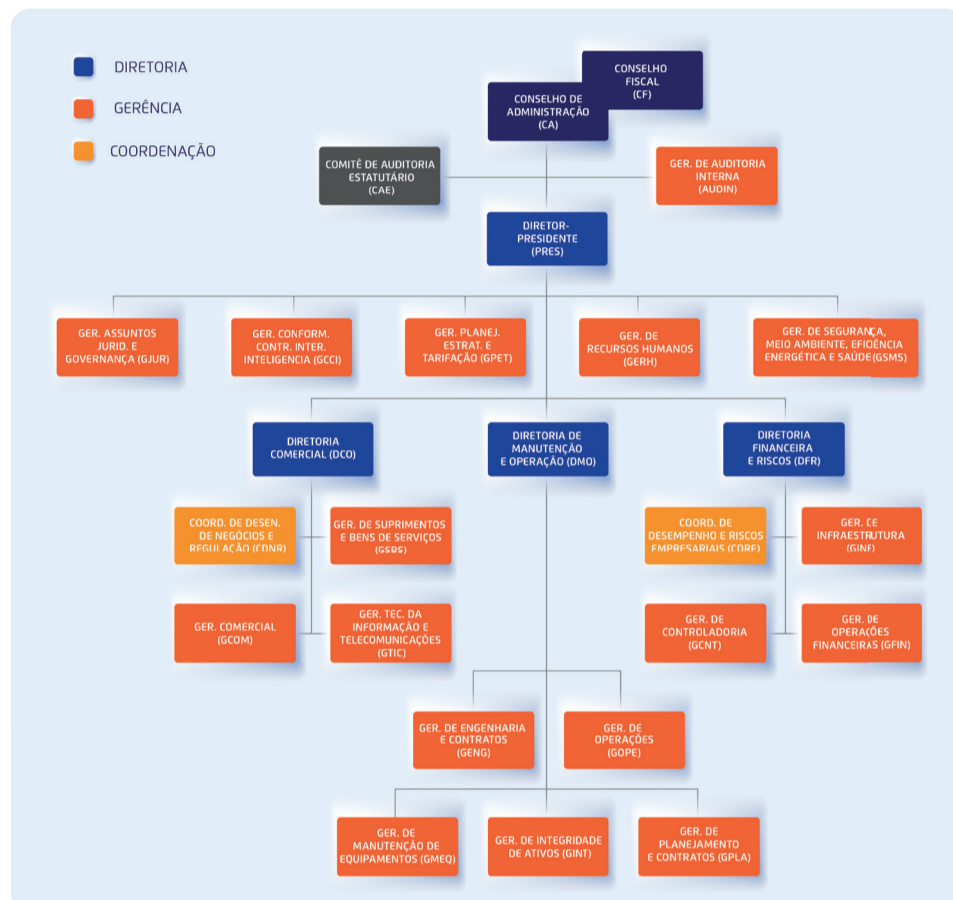 DIRETORIA
GERÊNCIA
COORDENAÇÃO
CONSELHO
FISCAL
(CF)
CONSELHO DE
ADMINISTRAÇÃO
(CA)
COMITÊ DE AUDITORIA
ESTATUTÁRIO
(CAE)
GER. DE AUDITORIA
INTERNA
(AUDIN)
DIRETOR-
PRESIDENTE
(PRES)
GER. ASSUNTOS
JURID. E
GOVERNANÇA (GJUR)
GER. CONFORM.
CONTR. INTER.
INTELIGENCIA (GCCI)
GER. PLANEJ.
ESTRAT. E
TARIFAÇÃO (GPET)
GER. DE
RECURSOS HUMANOS
(GERH)
GER. DE SEGURANÇA,
MEIO AMBIENTE, EFICIÊNCIA
ENERGÉTICA E SAÚDE(GSMS)
DIRETORIA
COMERCIAL (DCO)
DIRETORIA DE
MANUTENÇÃO
E OPERAÇÃO (DMO)
DIRETORIA
FINANCEIRA
E RISCOS (DFR)
COORD. DE DESEN.
DE NEGÓCIOS E
REGULAÇÃO (CDNR)
GER. DE SUPRIMENTOS
E BENS DE SERVIÇOS
(GSBS)
COORD. DE
DESEMPENHO E RISCOS
EMPRESARIAIS (CDRE)
GER. DE
INFRAESTRUTURA
(GINF)
GER. COMERCIAL
(GCOM)
GER. TEC. DA
INFORMAÇÃO E
TELECOMUNICAÇÕES
(GTIC)
GER. DE
CONTROLADORIA
(GCNT)
GER. DE
OPERAÇÕES
FINANCEIRAS (GFIN)
GER. DE ENGENHARIA
E CONTRATOS
(GENG)
GER. DE
OPERAÇÕES
(GOPE)
GER. DE
MANUTENÇÃO DE
EQUIPAMENTOS (GMEQ)
GER. DE INTEGRIDADE
DE ATIVOS (GINT)
GER. DE
PLANEJAMENTO
E CONTRATOS (GPLA)